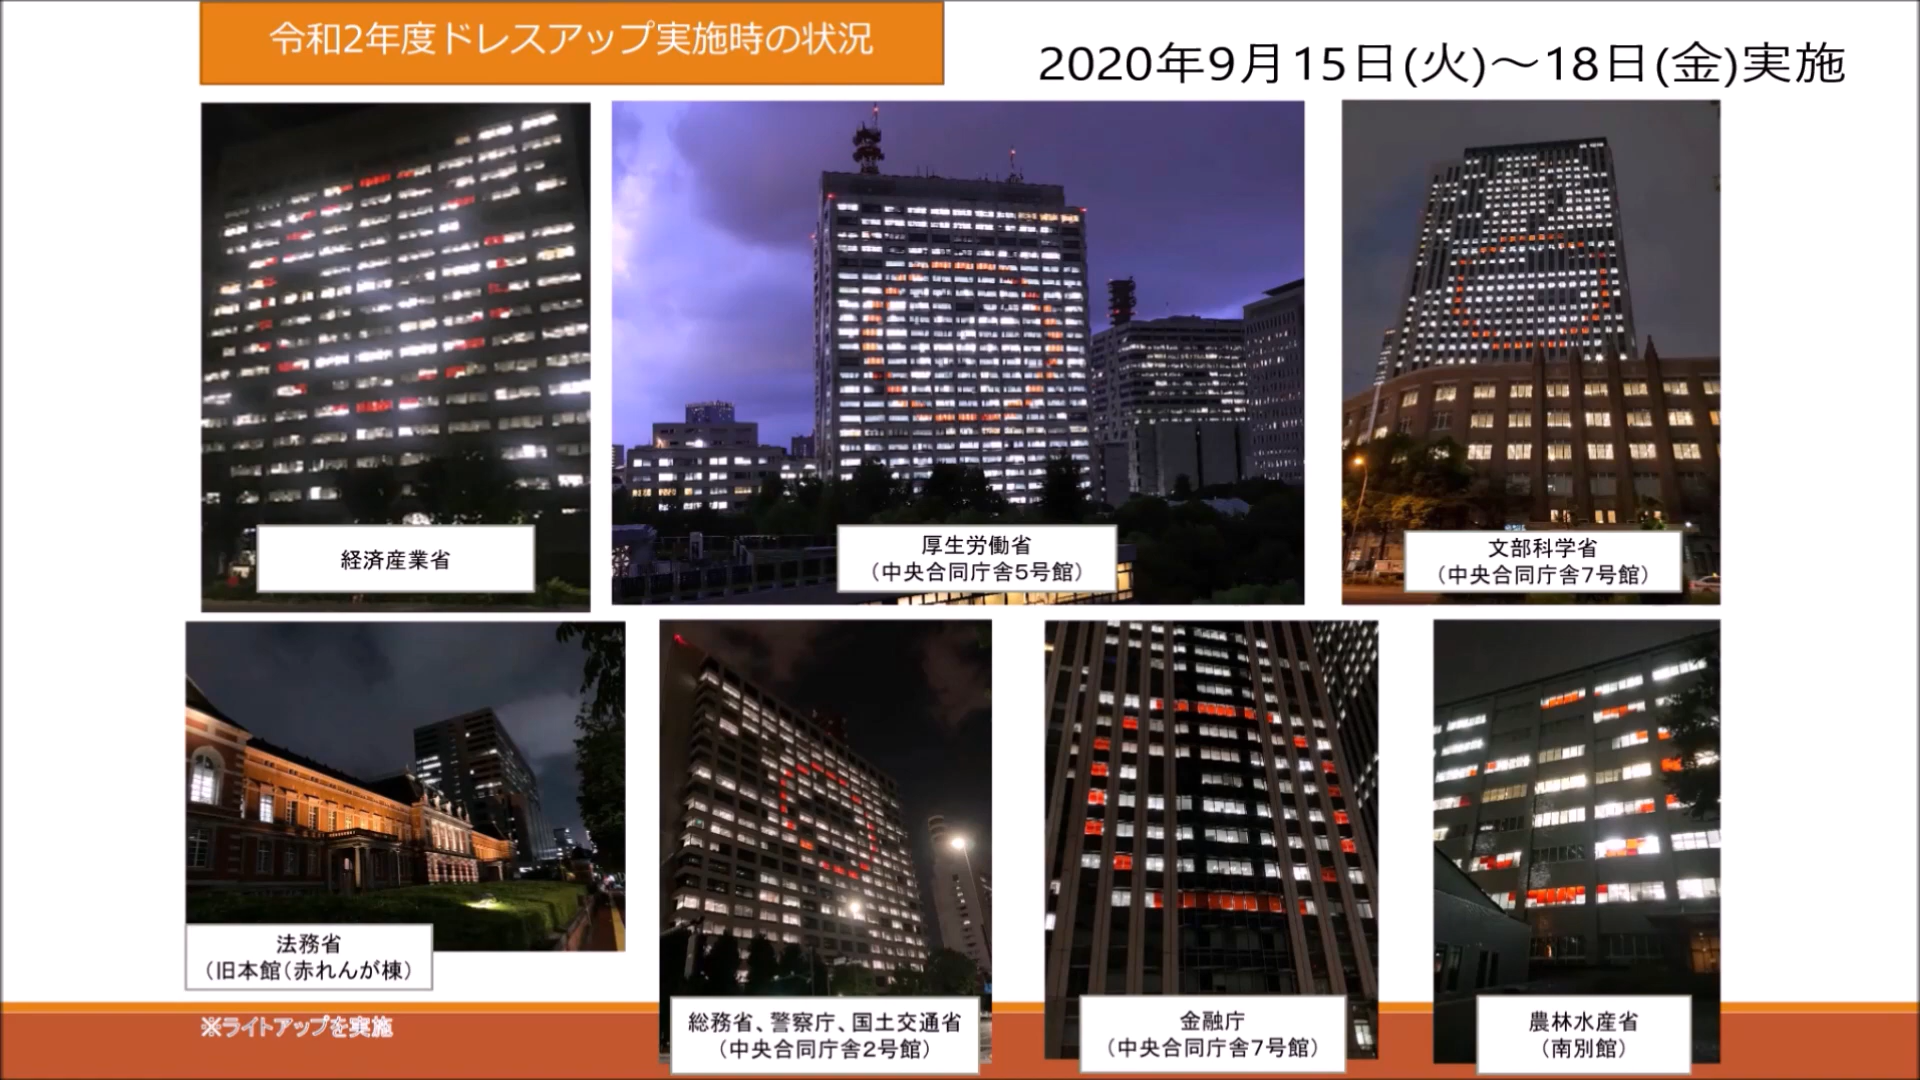 令和2年度ドレスアップ実施時の状況
2020年9月15日(火)～18日(金)実施
経済産業省
厚生労働省
（中央合同庁舎5号館）
文部科学省
（中央合同庁舎7号館）
法務省
（旧本館（赤れんが棟）
総務省、警察庁、国土交通省
（中央合同庁舎2号館）
金融庁
（中央合同庁舎7号館）
農林水産省
（南別館）
※ライトアップを実施